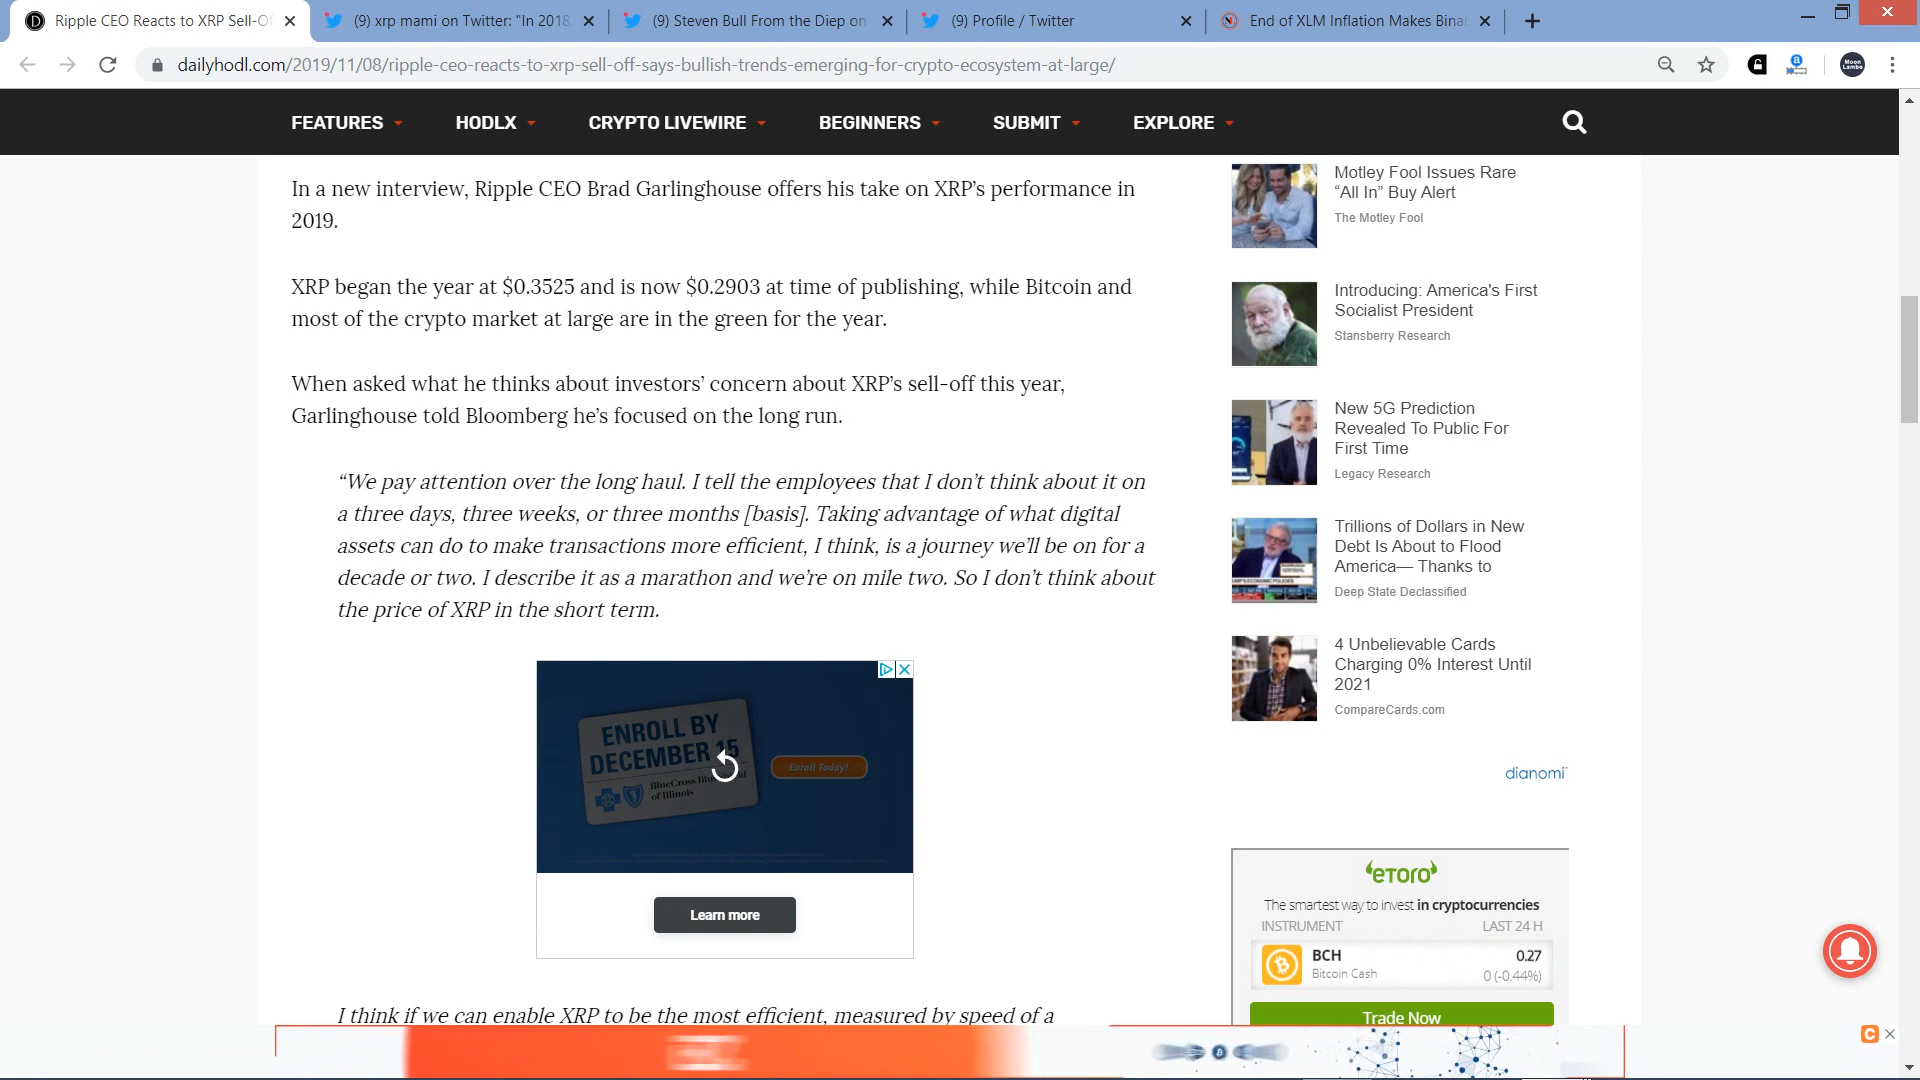 Ripple CEO Reacts to XRP Sell-O
(9) xrp mami on Twitter: "In 2018
(9) Steven Bull From the Diep on
(9) Profile / Twitter
End of XLM Inflation Makes Bina
dailyhodl.com/2019/11/08/ripple-ceo-reacts-to-xrp-sell-off-says-bullish-trends-emerging-for-crypto-ecosystem-at-large/
FEATURES
HODLX
CRYPTO LIVEWIRE
BEGINNERS
SUBMIT
EXPLORE
In a new interview, Ripple CEO Brad Garlinghouse offers his take on XRP’s performance in
2019.
XRP began the year at $0.3525 and is now $0.2903 at time of publishing, while Bitcoin and
most of the crypto market at large are in the green for the year.
When asked what he thinks about investors’ concern about XRP’s sell-off this year,
Garlinghouse told Bloomberg he’s focused on the long run.
“We pay attention over the long haul. I tell the employees that I don’t think about it on
a three days, three weeks, or three months [basis]. Taking advantage of what digital
assets can do to make transactions more efficient, I think, is a journey we’ll be on for a
decade or two. I describe it as a marathon and we’re on mile two. So I don’t think about
the price of XRP in the short term.
ENROLL BY
DECEMBER 15
BlueCross BlueShield
of Illinois
Enroll Today!
Learn more
I think if we can enable XRP to be the most efficient, measured by speed of a
Motley Fool Issues Rare
“All In” Buy Alert
The Motley Fool
Introducing: America's First
Socialist President
Stansberry Research
New 5G Prediction
Revealed To Public For
First Time
Legacy Research
Trillions of Dollars in New
Debt Is About to Flood
America— Thanks to
Deep State Declassified
4 Unbelievable Cards
Charging 0% Interest Until
2021
CompareCards.com
dianomi
eToro
The smartest way to invest in cryptocurrencies
INSTRUMENT
LAST 24 H
BCH
0.27
Bitcoin Cash
0 (-0.44%)
Trade Now